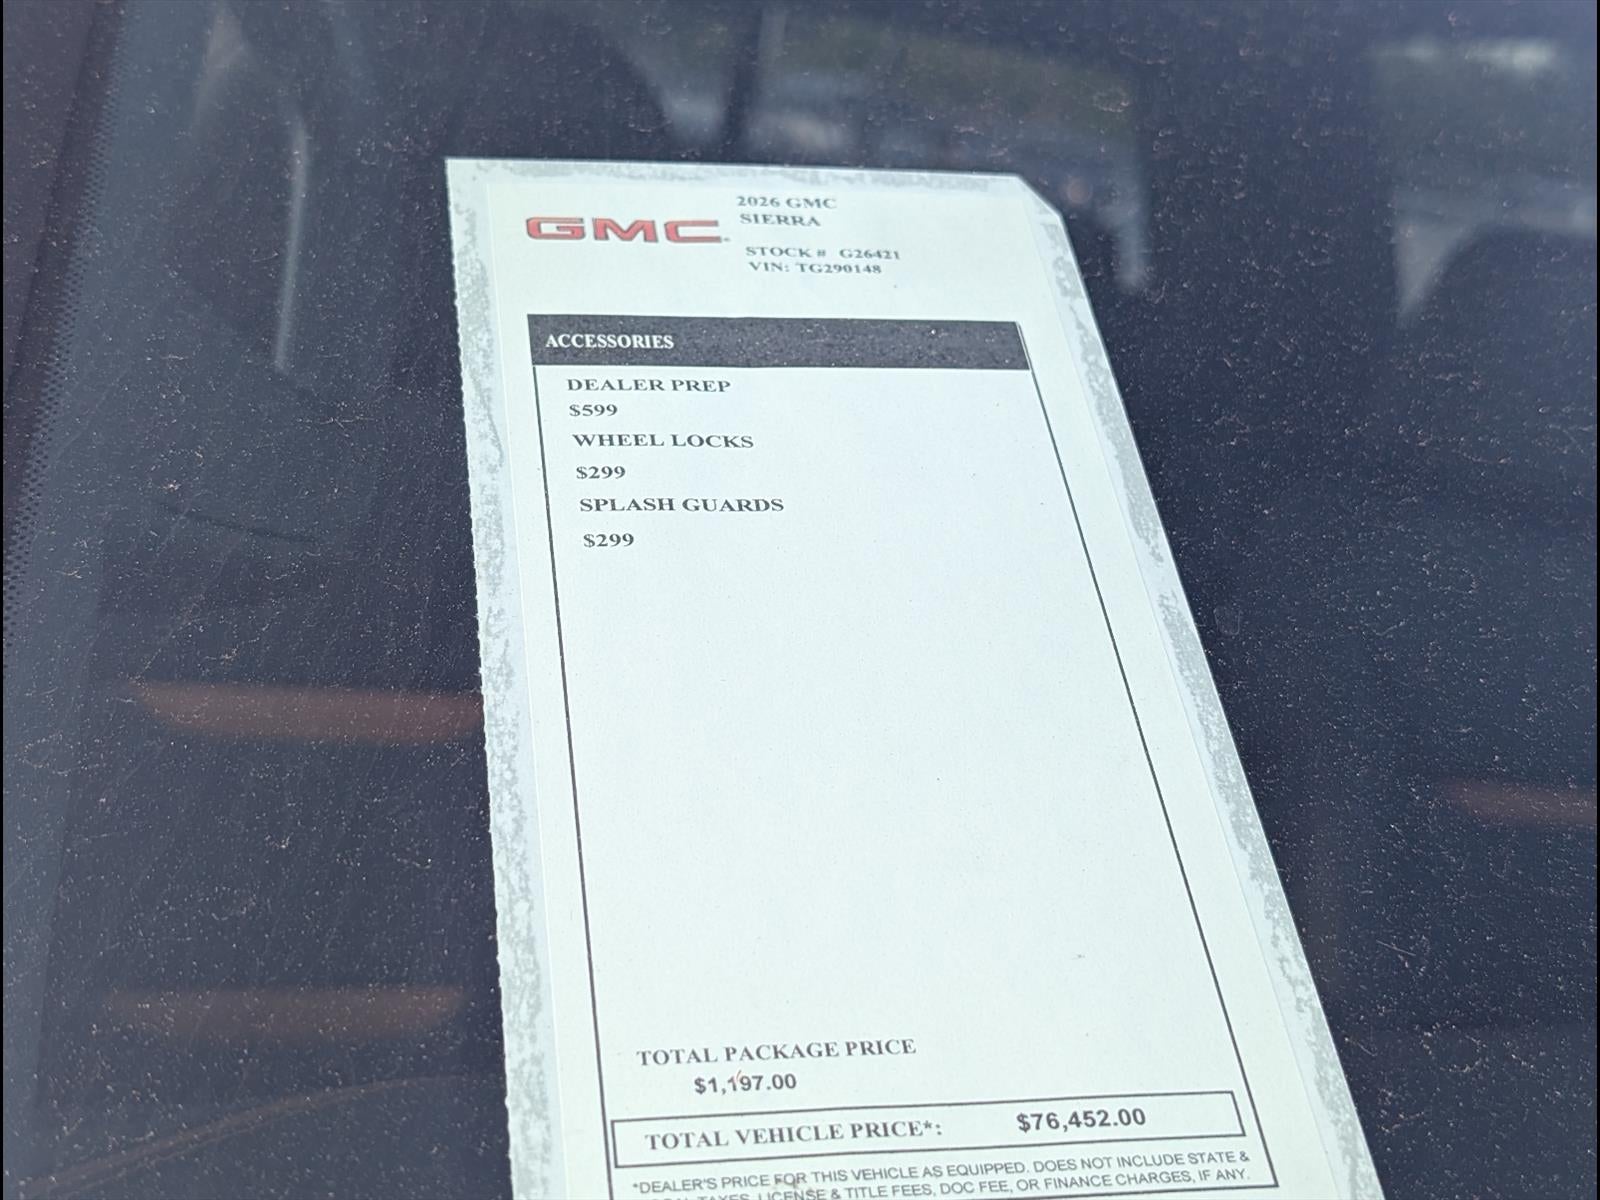 GMC
2026 GMC
SIERRA
STOCK # G26421
VIN: TG290148
ACCESSORIES
DEALER PREP
$599
WHEEL LOCKS
$299
SPLASH GUARDS
$299
TOTAL PACKAGE PRICE
$1,197.00
TOTAL VEHICLE PRICE*: $76,452.00
*DEALER'S PRICE FOR THIS VEHICLE AS EQUIPPED. DOES NOT INCLUDE STATE &
TAXES, LICENSE & TITLE FEES, DOC FEE, OR FINANCE CHARGES, IF ANY.